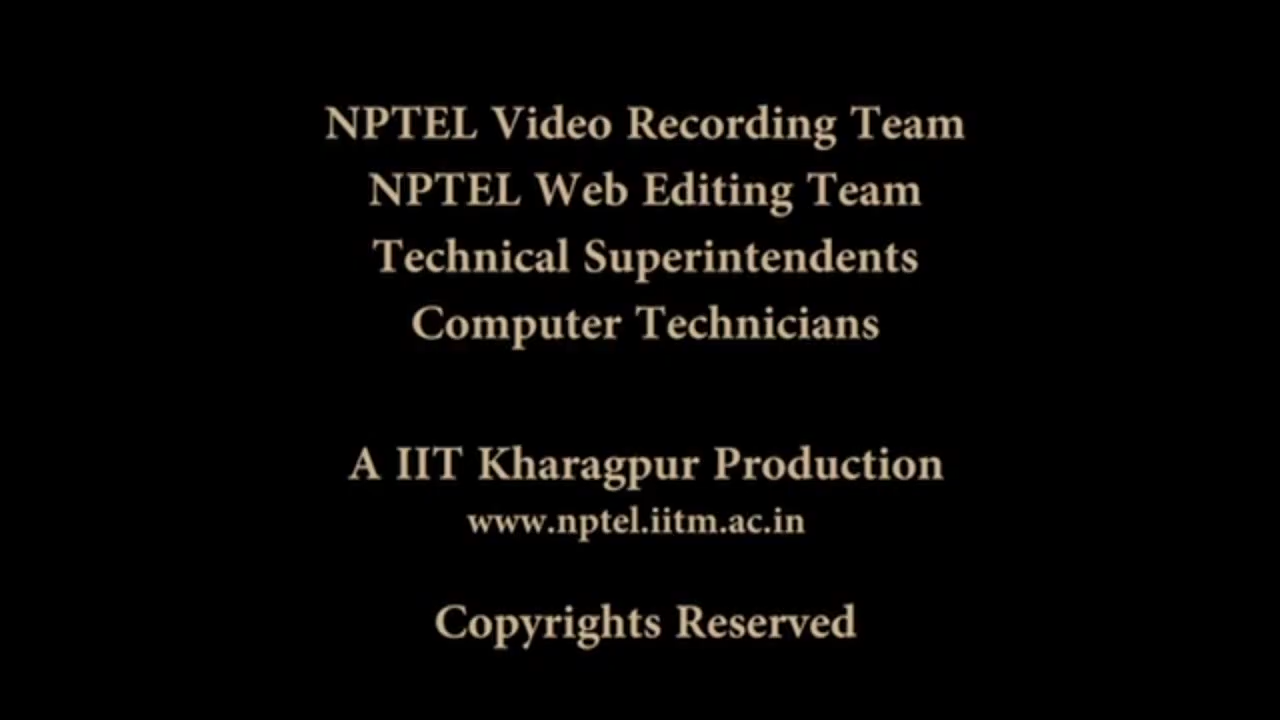 NPTEL Video Recording Team
NPTEL Web Editing Team
Technical Superintendents
Computer Technicians
A IIT Kharagpur Production
www.nptel.iitm.ac.in
Copyrights Reserved